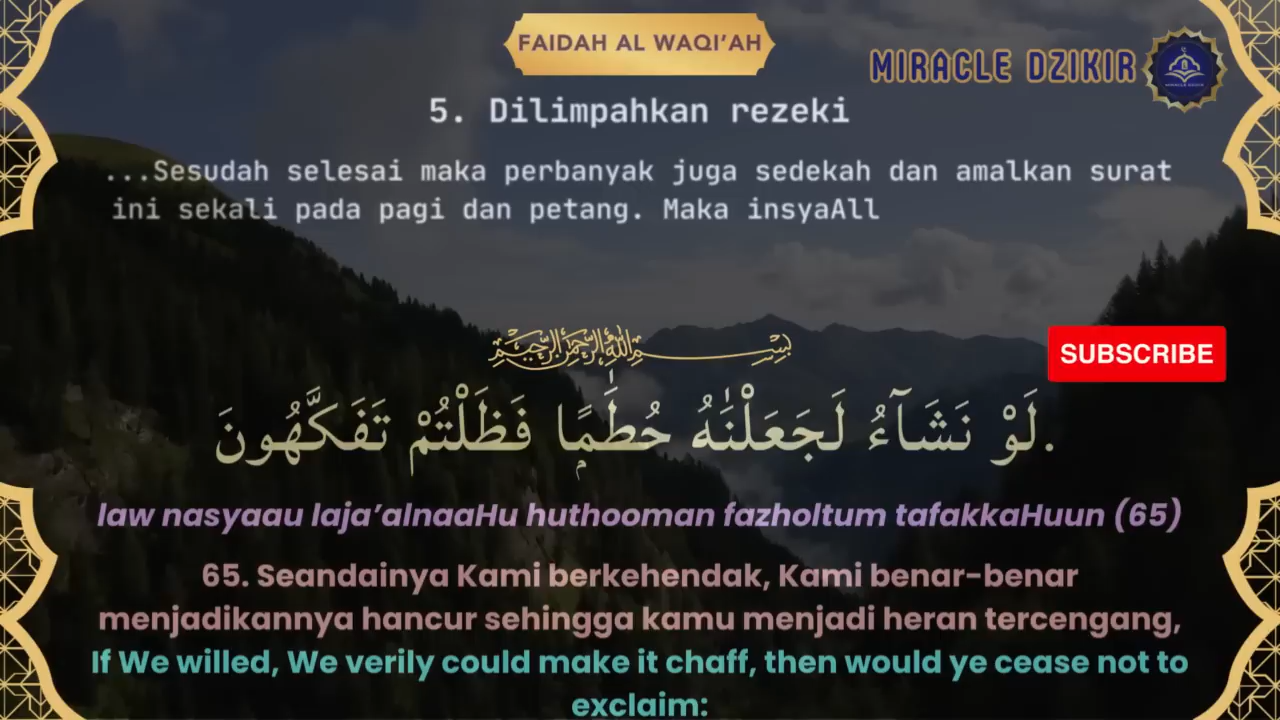 FAIDAH AL WAQI'AH
MIRACLE DZIKIR
5. Dilimpahkan rezeki
...Sesudah selesai maka perbanyak juga sedekah dan amalkan surat
ini sekali pada pagi dan petang. Maka insyaAll
بِسْمِ اللهِ الرَّحْمٰنِ الرَّحِيْمِ
SUBSCRIBE
لَوْ نَشَآءُ لَجَعَلْنَٰهُ حُطَٰمًۭا فَظَلْتُمْ تَفَكَّهُونَ.
law nasyaau laja’alnaaHu huthooman fazholtum tafakkaHuun (65)
65. Seandainya Kami berkehendak, Kami benar-benar
menjadikannya hancur sehingga kamu menjadi heran tercengang,
If We willed, We verily could make it chaff, then would ye cease not to
exclaim: